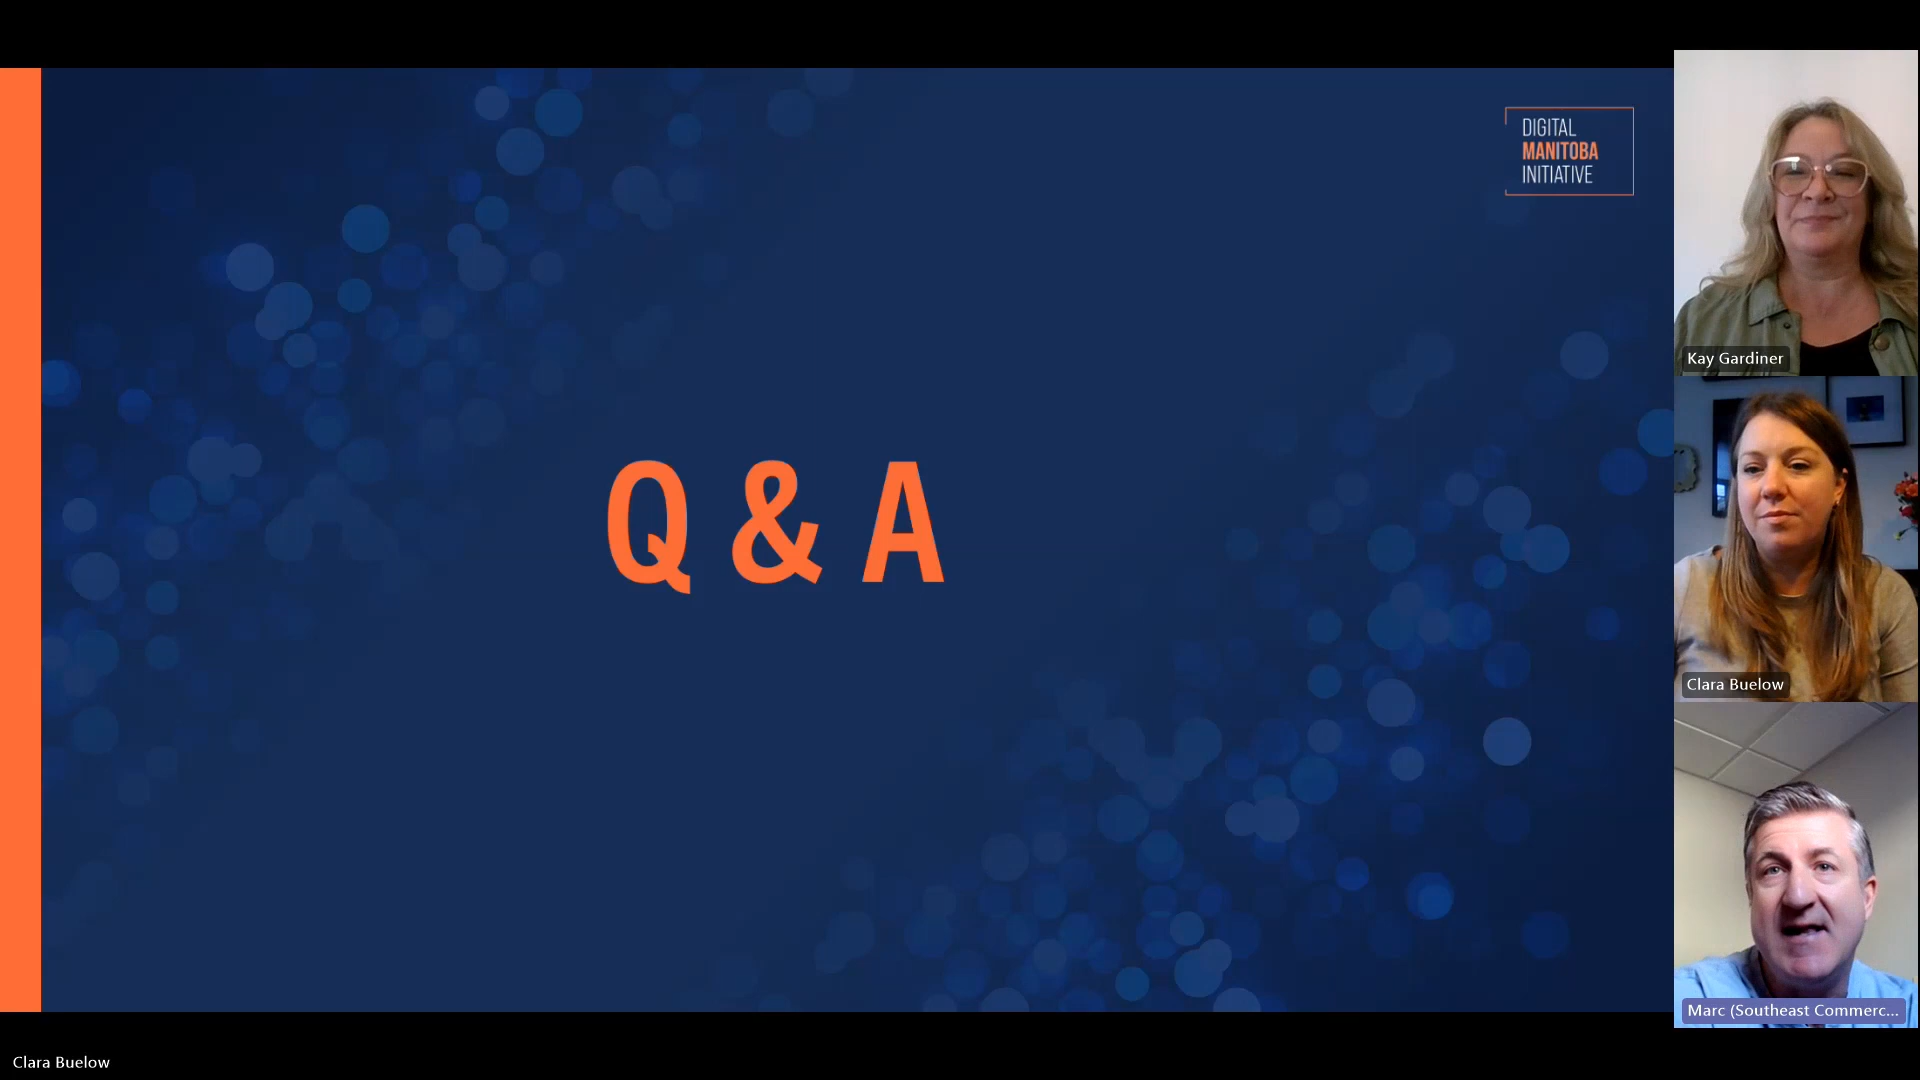 DIGITAL
MANITOBA
INITIATIVE
Q & A
Kay Gardiner
Clara Buelow
Marc (Southeast Commerc...
Clara Buelow